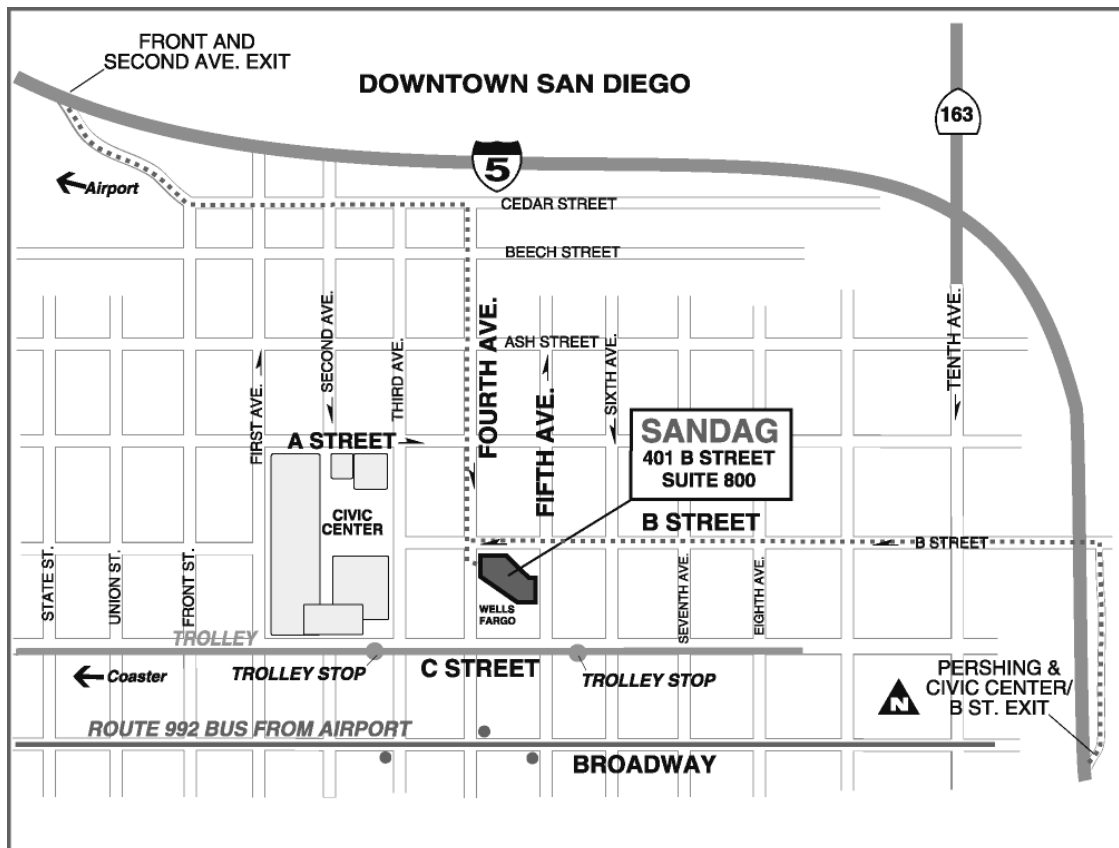 FRONT AND
SECOND AVE. EXIT
DOWNTOWN SAN DIEGO
163
5
Airport
CEDAR STREET
BEECH STREET
ASH STREET
FIRST AVE.
SECOND AVE.
THIRD AVE.
FOURTH AVE.
FIFTH AVE.
SIXTH AVE.
TENTH AVE.
A STREET
SANDAG
401 B STREET
SUITE 800
CIVIC
CENTER
B STREET
B STREET
STATE ST.
UNION ST.
FRONT ST.
WELLS
FARGO
SEVENTH AVE.
EIGHTH AVE.
TROLLEY
TROLLEY STOP
C STREET
TROLLEY STOP
Coaster
PERSHING &
CIVIC CENTER/
B ST. EXIT
N
ROUTE 992 BUS FROM AIRPORT
BROADWAY